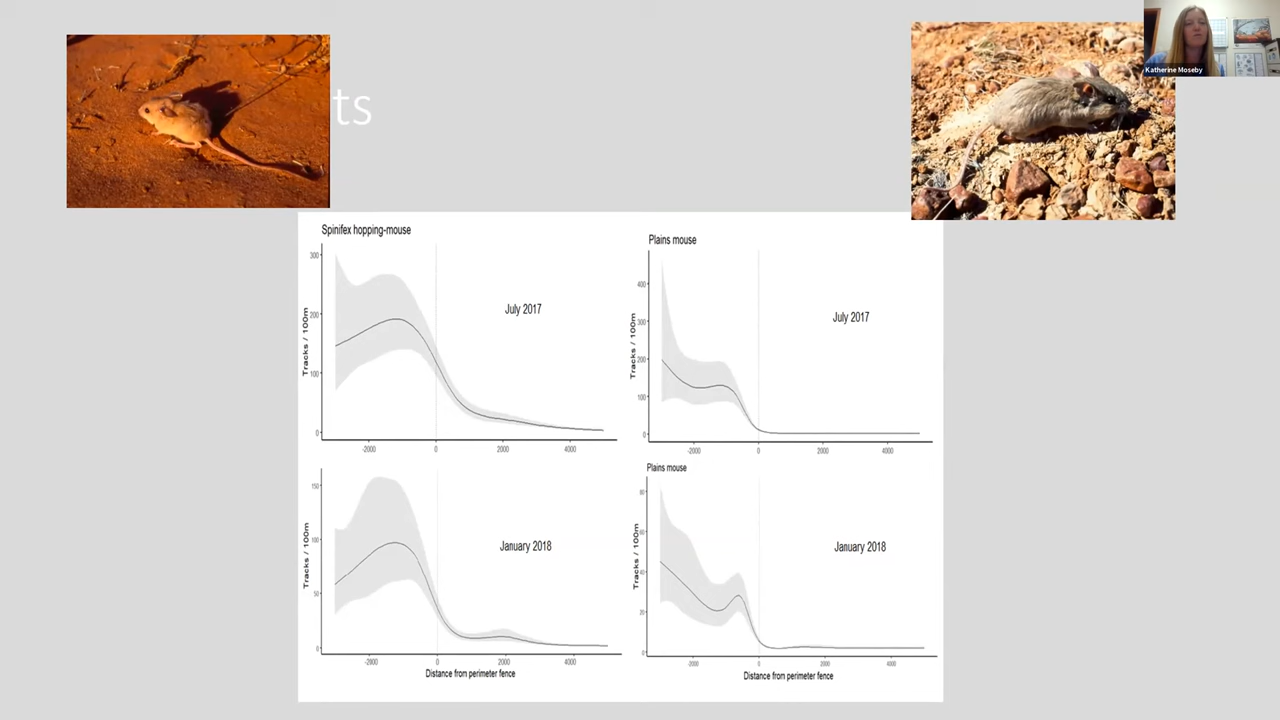 Katherine Moseby
ts
Spinifex hopping-mouse
Tracks / 100m
300
200
100
0
July 2017
-2000 0 2000 4000
Plains mouse
Tracks / 100m
400
300
200
100
0
July 2017
-2000 0 2000 4000
Tracks / 100m
150
100
50
0
January 2018
-2000 0 2000 4000
Distance from perimeter fence
Plains mouse
Tracks / 100m
80
60
40
20
0
January 2018
-2000 0 2000 4000
Distance from perimeter fence